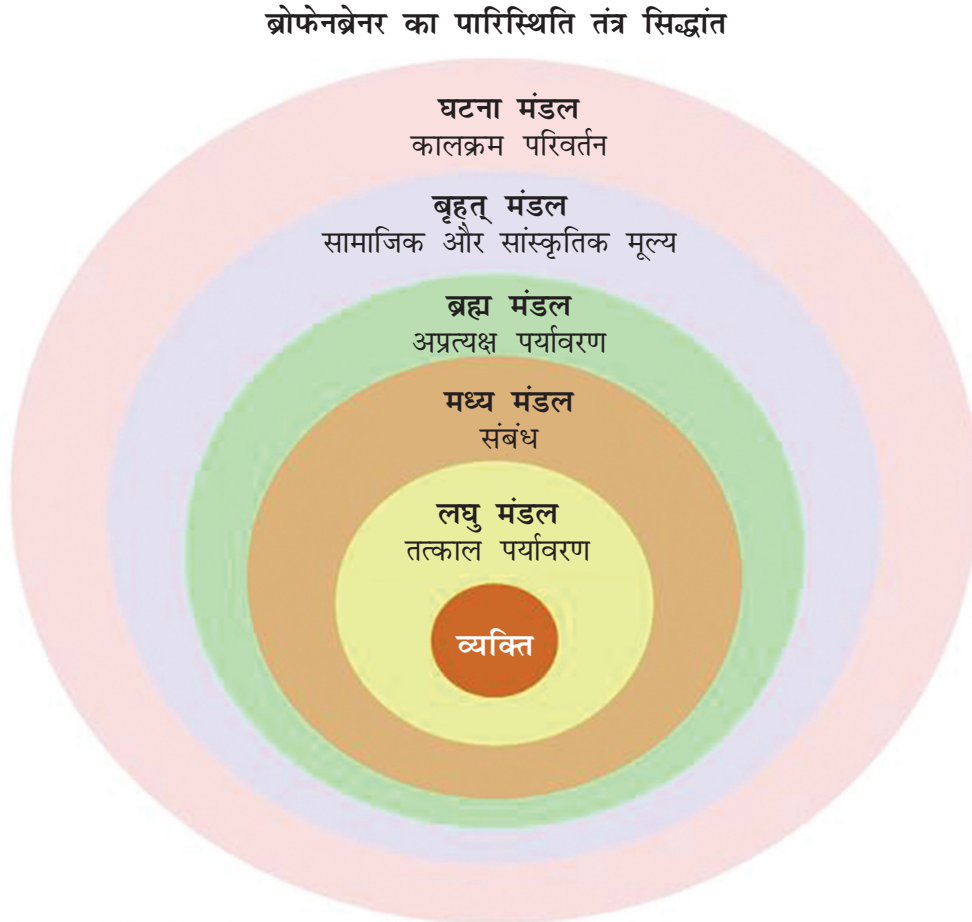 ब्रोफेनब्रेनर का पारिस्थिति तंत्र सिद्धांत
घटना मंडल
कालक्रम परिवर्तन
बृहत् मंडल
सामाजिक और सांस्कृतिक मूल्य
ब्रह्म मंडल
अप्रत्यक्ष पर्यावरण
मध्य मंडल
संबंध
लघु मंडल
तत्काल पर्यावरण
व्यक्ति